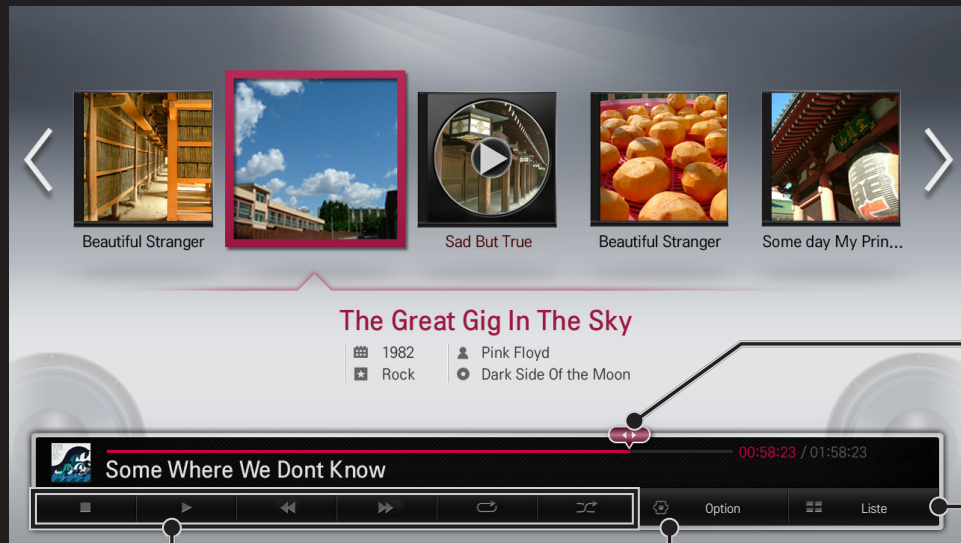 Beautiful Stranger
Sad But True
Beautiful Stranger
Some day My Prin...
The Great Gig In The Sky
1982
Pink Floyd
Rock
Dark Side Of the Moon
00:58:23 / 01:58:23
Some Where We Dont Know
Option
Liste